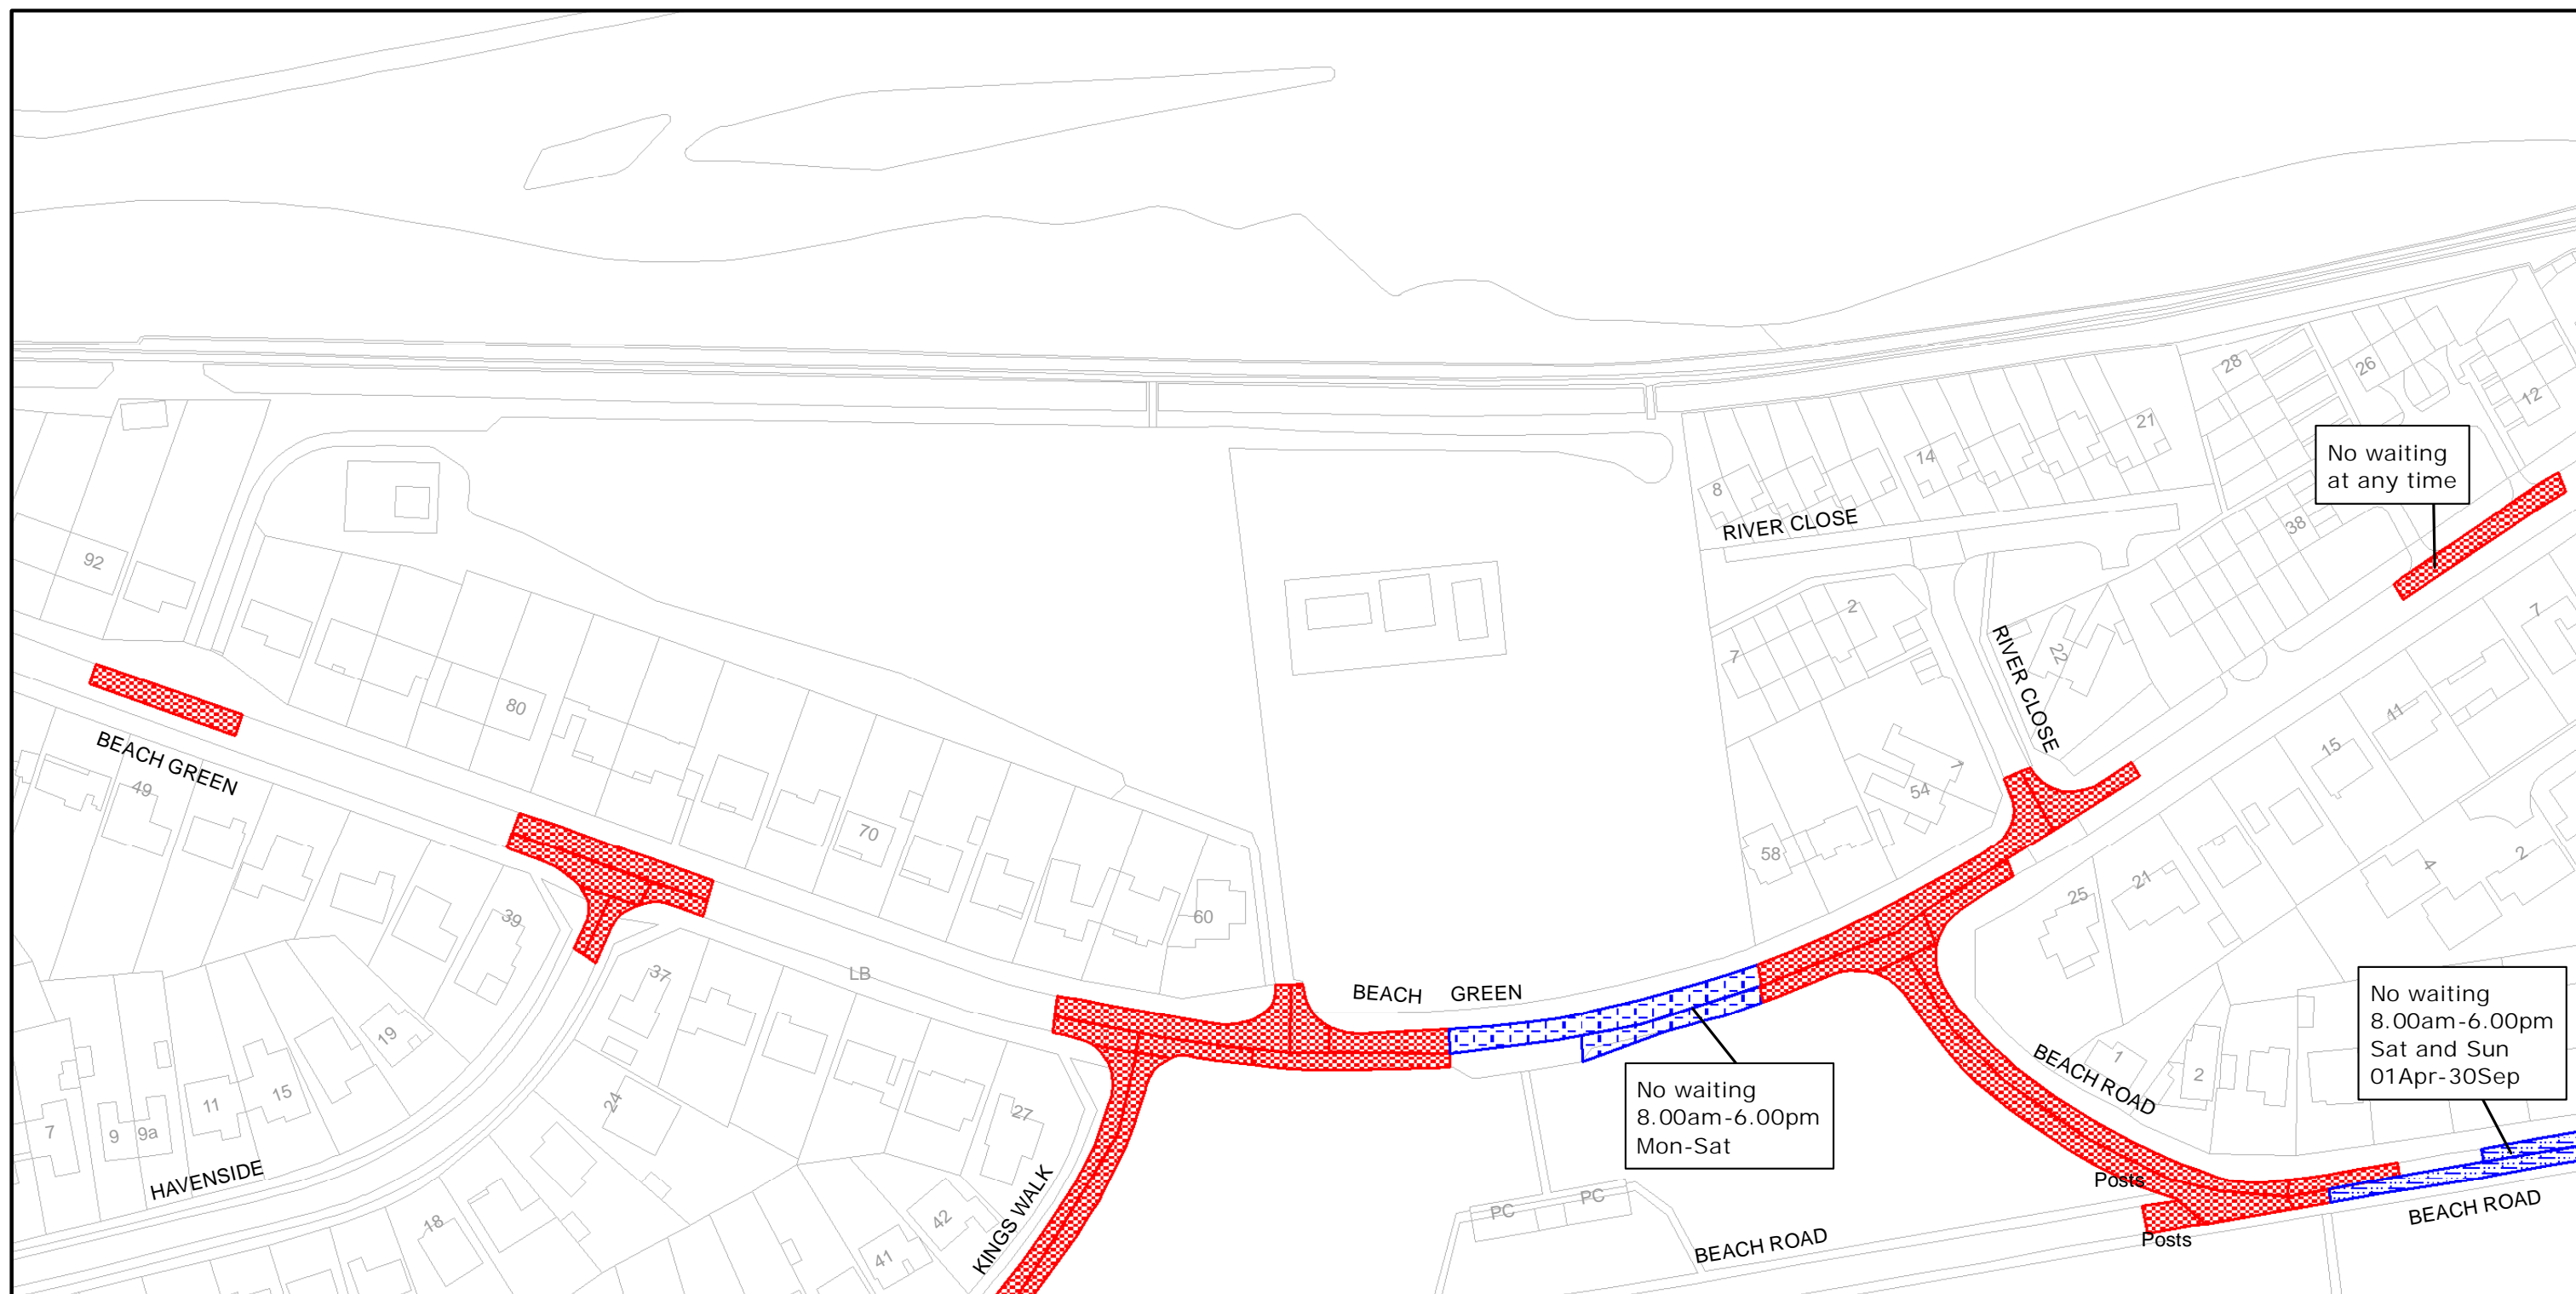 28
26
12
21
14
8
No waiting
at any time
38
RIVER CLOSE
92
2
7
7
22
RIVER CLOSE
80
11
15
BEACH GREEN
49
70
54
7
58
4
2
21
25
39
60
37
LB
BEACH GREEN
No waiting
8.00am-6.00pm
Sat and Sun
01Apr-30Sep
19
BEACH ROAD
1
2
No waiting
8.00am-6.00pm
Mon-Sat
15
11
24
27
7
9
9a
HAVENSIDE
KINGS WALK
Posts
PC
PC
BEACH ROAD
18
42
41
BEACH ROAD
Posts